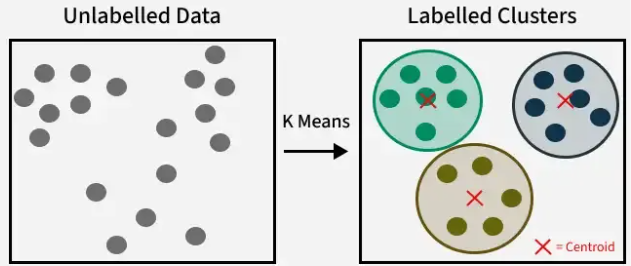 Unlabelled Data
Labelled Clusters
K Means
= Centroid